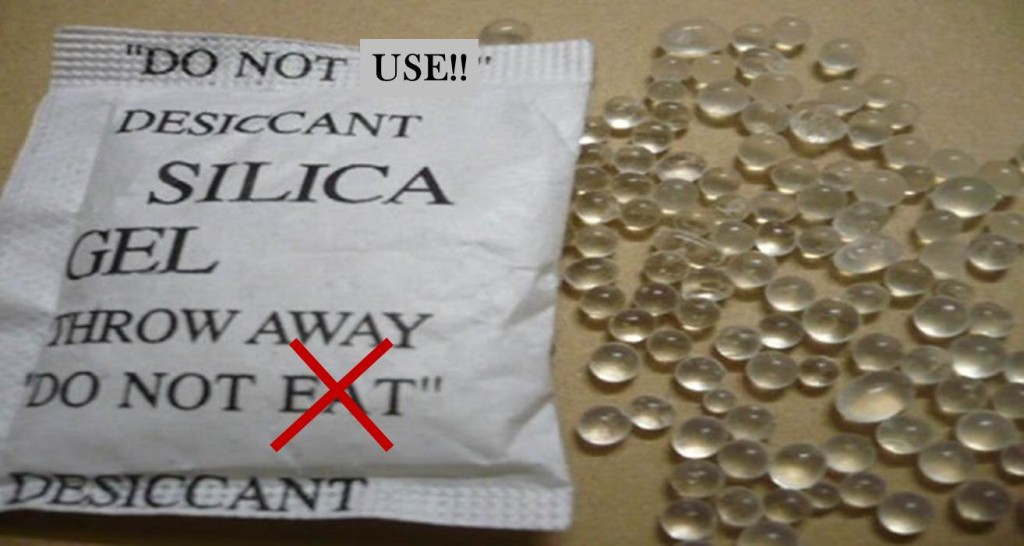 "DO NOT USE!!"
DESICCANT
SILICA
GEL
THROW AWAY
"DO NOT EAT"
DESICCANT